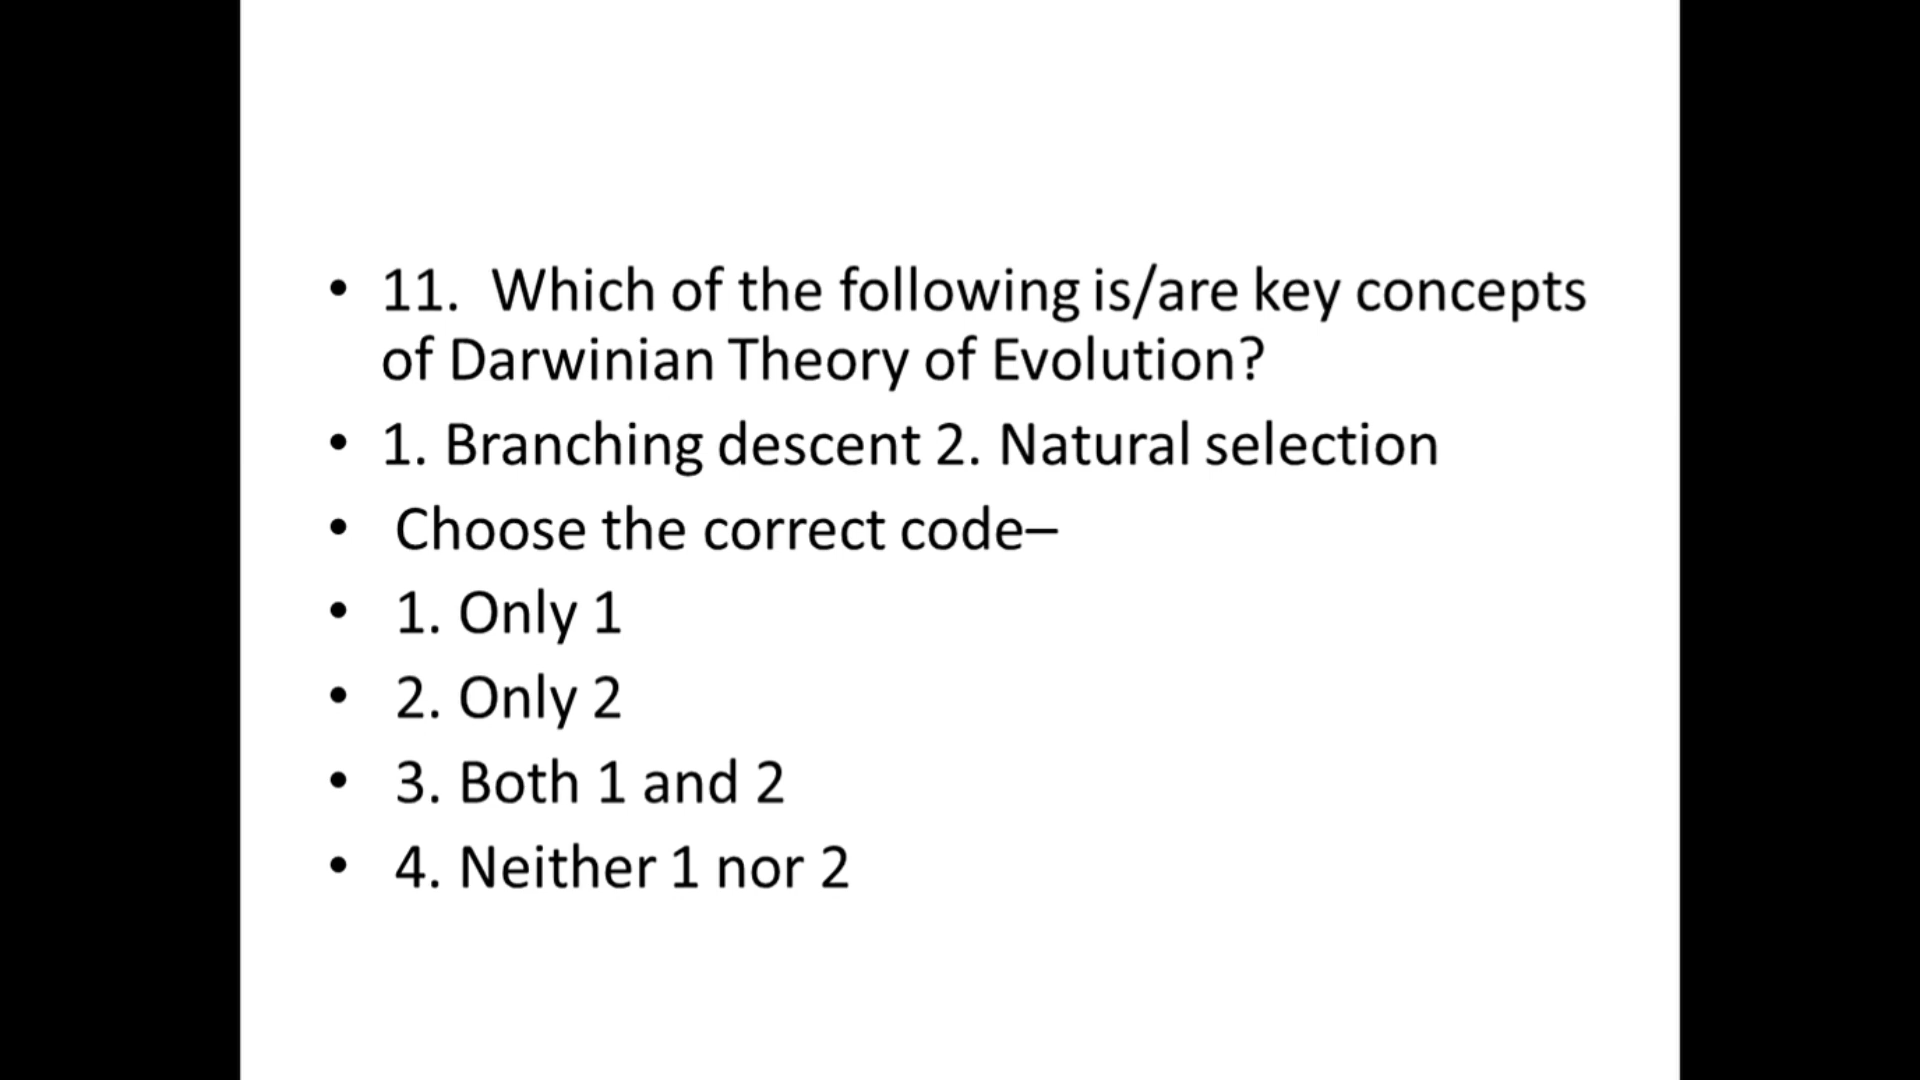 • 11.  Which of the following is/are key concepts
of Darwinian Theory of Evolution?
• 1. Branching descent 2. Natural selection
• Choose the correct code–
• 1. Only 1
• 2. Only 2
• 3. Both 1 and 2
• 4. Neither 1 nor 2